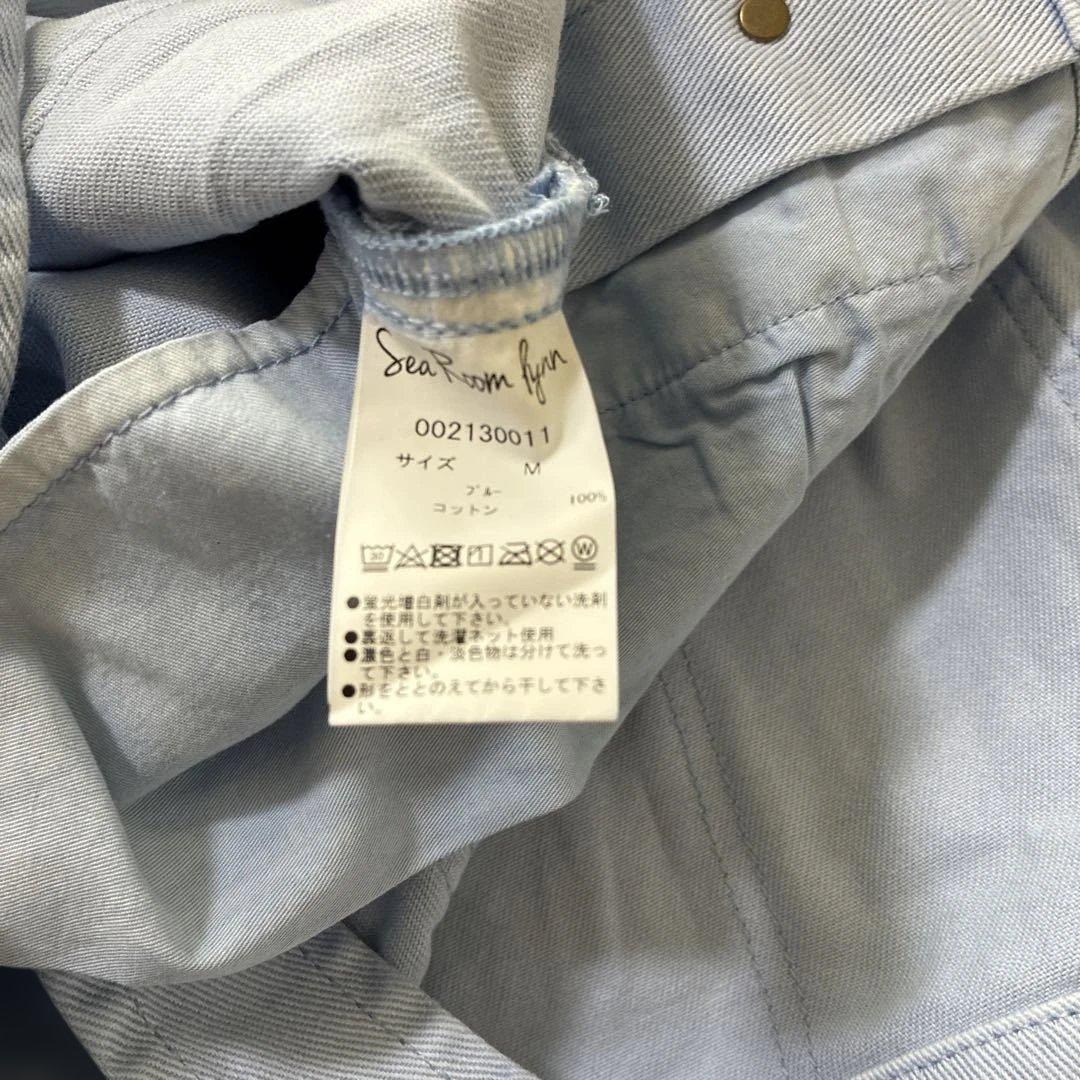 SeaRoomlynn
002130011
サイズ M
ブルー
コットン 100%
30 1 W
●蛍光増白剤が入っていない洗剤
を使用して下さい。
●裏返して洗濯ネット使用
●濃色と白・淡色物は分けて洗っ
て下さい。
●形をととのえてから干して下さ
い。